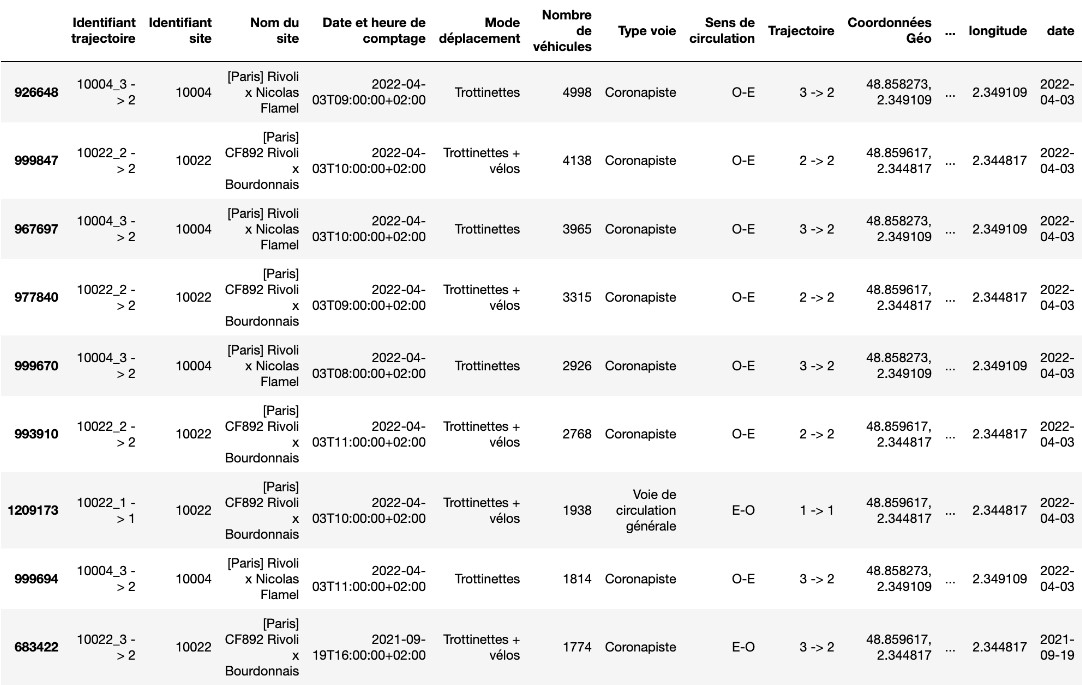 Identifiant trajectoire Identifiant site Nom du site Date et heure de comptage Mode déplacement Nombre de véhicules Type voie Sens de circulation Trajectoire Coordonnées Géo ... longitude date
926648 10004_3 -> 2 10004 [Paris] Rivoli x Nicolas Flamel 2022-04-03T09:00:00+02:00 Trottinettes 4998 Coronapiste O-E 3 -> 2 48.858273, 2.349109 ... 2.349109 2022-04-03
999847 10022_2 -> 2 10022 [Paris] CF892 Rivoli x Bourdonnais 2022-04-03T10:00:00+02:00 Trottinettes + vélos 4138 Coronapiste O-E 2 -> 2 48.859617, 2.344817 ... 2.344817 2022-04-03
967697 10004_3 -> 2 10004 [Paris] Rivoli x Nicolas Flamel 2022-04-03T10:00:00+02:00 Trottinettes 3965 Coronapiste O-E 3 -> 2 48.858273, 2.349109 ... 2.349109 2022-04-03
977840 10022_2 -> 2 10022 [Paris] CF892 Rivoli x Bourdonnais 2022-04-03T09:00:00+02:00 Trottinettes + vélos 3315 Coronapiste O-E 2 -> 2 48.859617, 2.344817 ... 2.344817 2022-04-03
999670 10004_3 -> 2 10004 [Paris] Rivoli x Nicolas Flamel 2022-04-03T08:00:00+02:00 Trottinettes 2926 Coronapiste O-E 3 -> 2 48.858273, 2.349109 ... 2.349109 2022-04-03
993910 10022_2 -> 2 10022 [Paris] CF892 Rivoli x Bourdonnais 2022-04-03T11:00:00+02:00 Trottinettes + vélos 2768 Coronapiste O-E 2 -> 2 48.859617, 2.344817 ... 2.344817 2022-04-03
1209173 10022_1 -> 1 10022 [Paris] CF892 Rivoli x Bourdonnais 2022-04-03T10:00:00+02:00 Trottinettes + vélos 1938 Voie de circulation générale E-O 1 -> 1 48.859617, 2.344817 ... 2.344817 2022-04-03
999694 10004_3 -> 2 10004 [Paris] Rivoli x Nicolas Flamel 2022-04-03T11:00:00+02:00 Trottinettes 1814 Coronapiste O-E 3 -> 2 48.858273, 2.349109 ... 2.349109 2022-04-03
683422 10022_3 -> 2 10022 [Paris] CF892 Rivoli x Bourdonnais 2021-09-19T16:00:00+02:00 Trottinettes + vélos 1774 Coronapiste E-O 3 -> 2 48.859617, 2.344817 ... 2.344817 2021-09-19